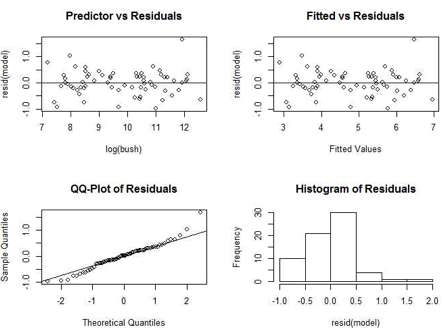 Predictor vs Residuals
resid(model)
-1.0 0.0 1.0
7 8 9 10 11 12
log(bush)
Fitted vs Residuals
resid(model)
-1.0 0.0 1.0
3 4 5 6 7
Fitted Values
QQ-Plot of Residuals
Sample Quantiles
-1.0 0.0 1.0
-2 -1 0 1 2
Theoretical Quantiles
Histogram of Residuals
Frequency
0 10 20 30
-1.0 -0.5 0.0 0.5 1.0 1.5 2.0
resid(model)